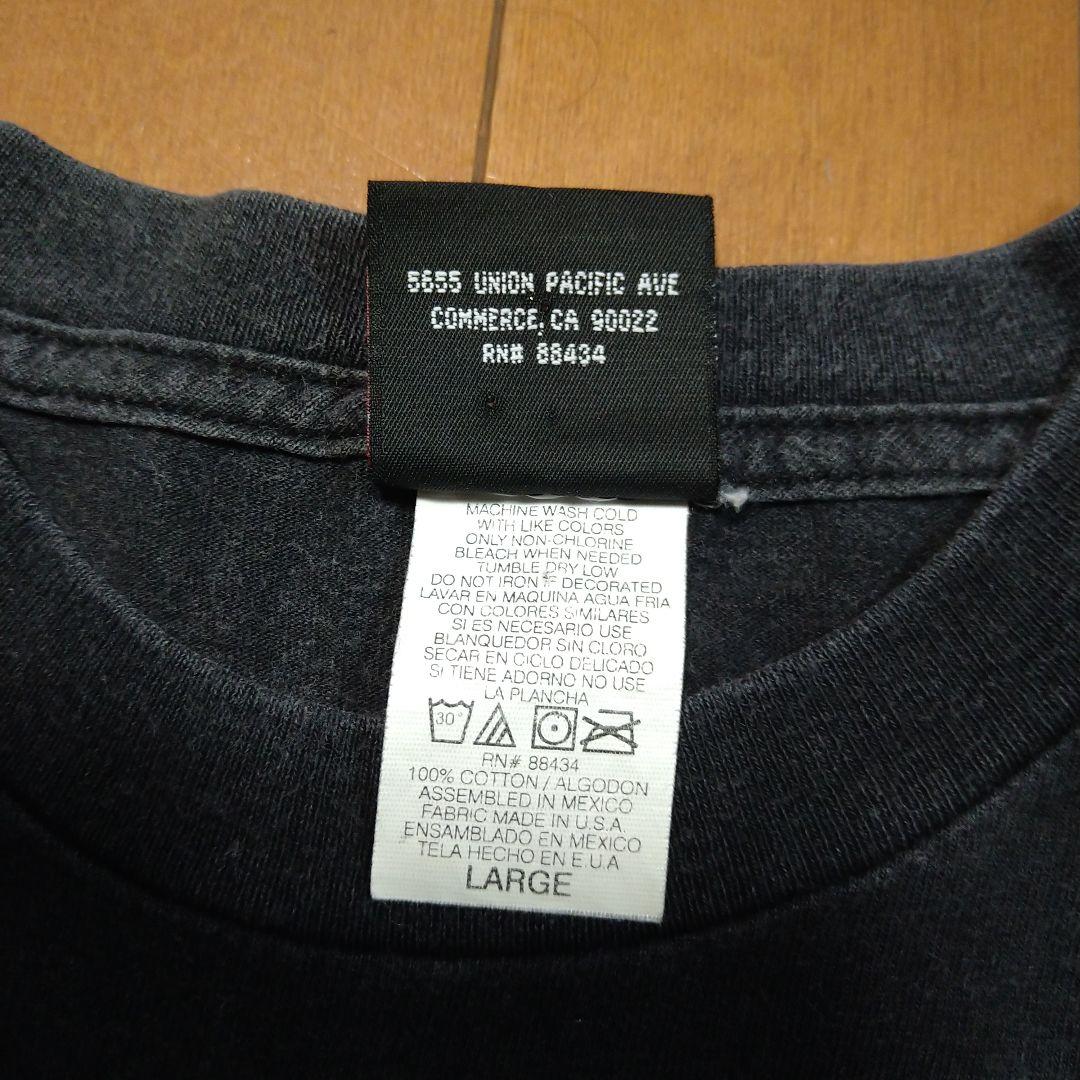 5655 UNION PACIFIC AVE
COMMERCE, CA 90022
RN# 88434
MACHINE WASH COLD
WITH LIKE COLORS
ONLY NON-CHLORINE
BLEACH WHEN NEEDED
TUMBLE DRY LOW
DO NOT IRON IF DECORATED
LAVAR EN MAQUINA AGUA FRIA
CON COLORES SIMILARES
SI ES NECESARIO USE
BLANQUEDOR SIN CLORO
SECAR EN CICLO DELICADO
SI TIENE ADORNO NO USE
LA PLANCHA
30°
RN# 88434
100% COTTON / ALGODON
ASSEMBLED IN MEXICO
FABRIC MADE IN U.S.A.
ENSAMBLADO EN MEXICO
TELA HECHO EN E.U.A
LARGE